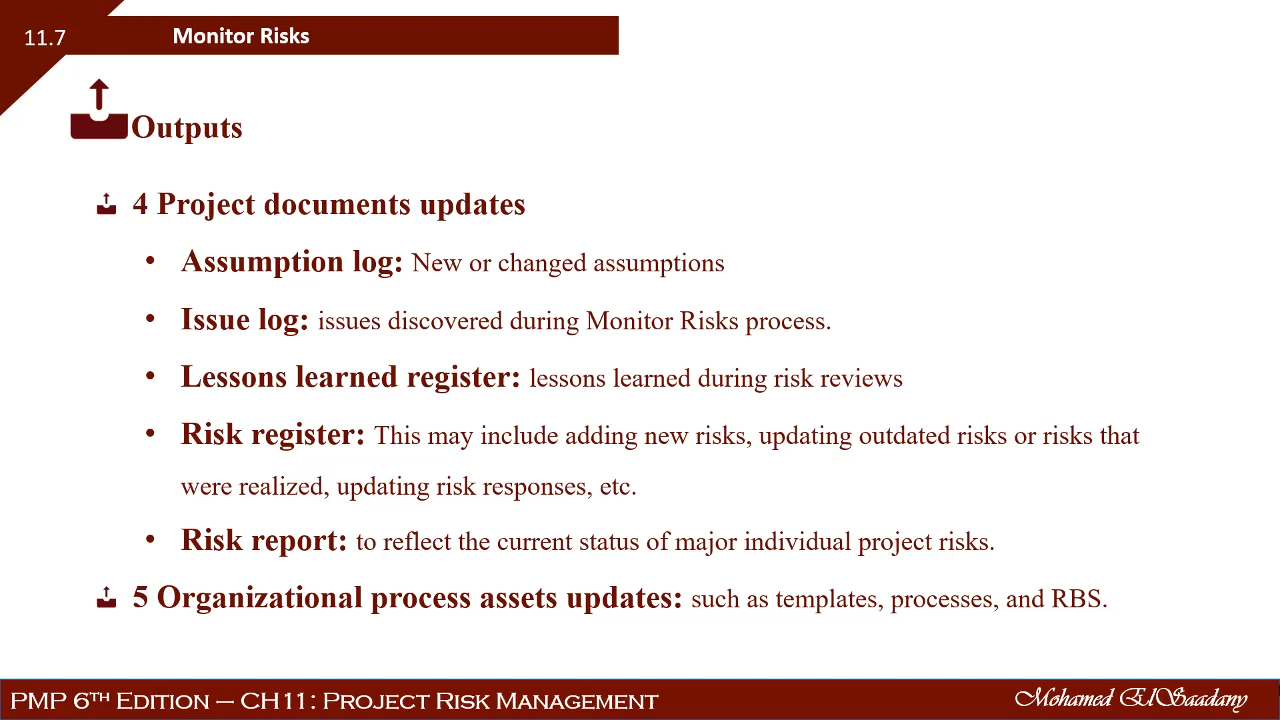 11.7
Monitor Risks
Outputs
4 Project documents updates
• Assumption log: New or changed assumptions
• Issue log: issues discovered during Monitor Risks process.
• Lessons learned register: lessons learned during risk reviews
• Risk register: This may include adding new risks, updating outdated risks or risks that
were realized, updating risk responses, etc.
• Risk report: to reflect the current status of major individual project risks.
5 Organizational process assets updates: such as templates, processes, and RBS.
PMP 6TH Edition – CH11: Project Risk Management
Mohamed ElSaadany